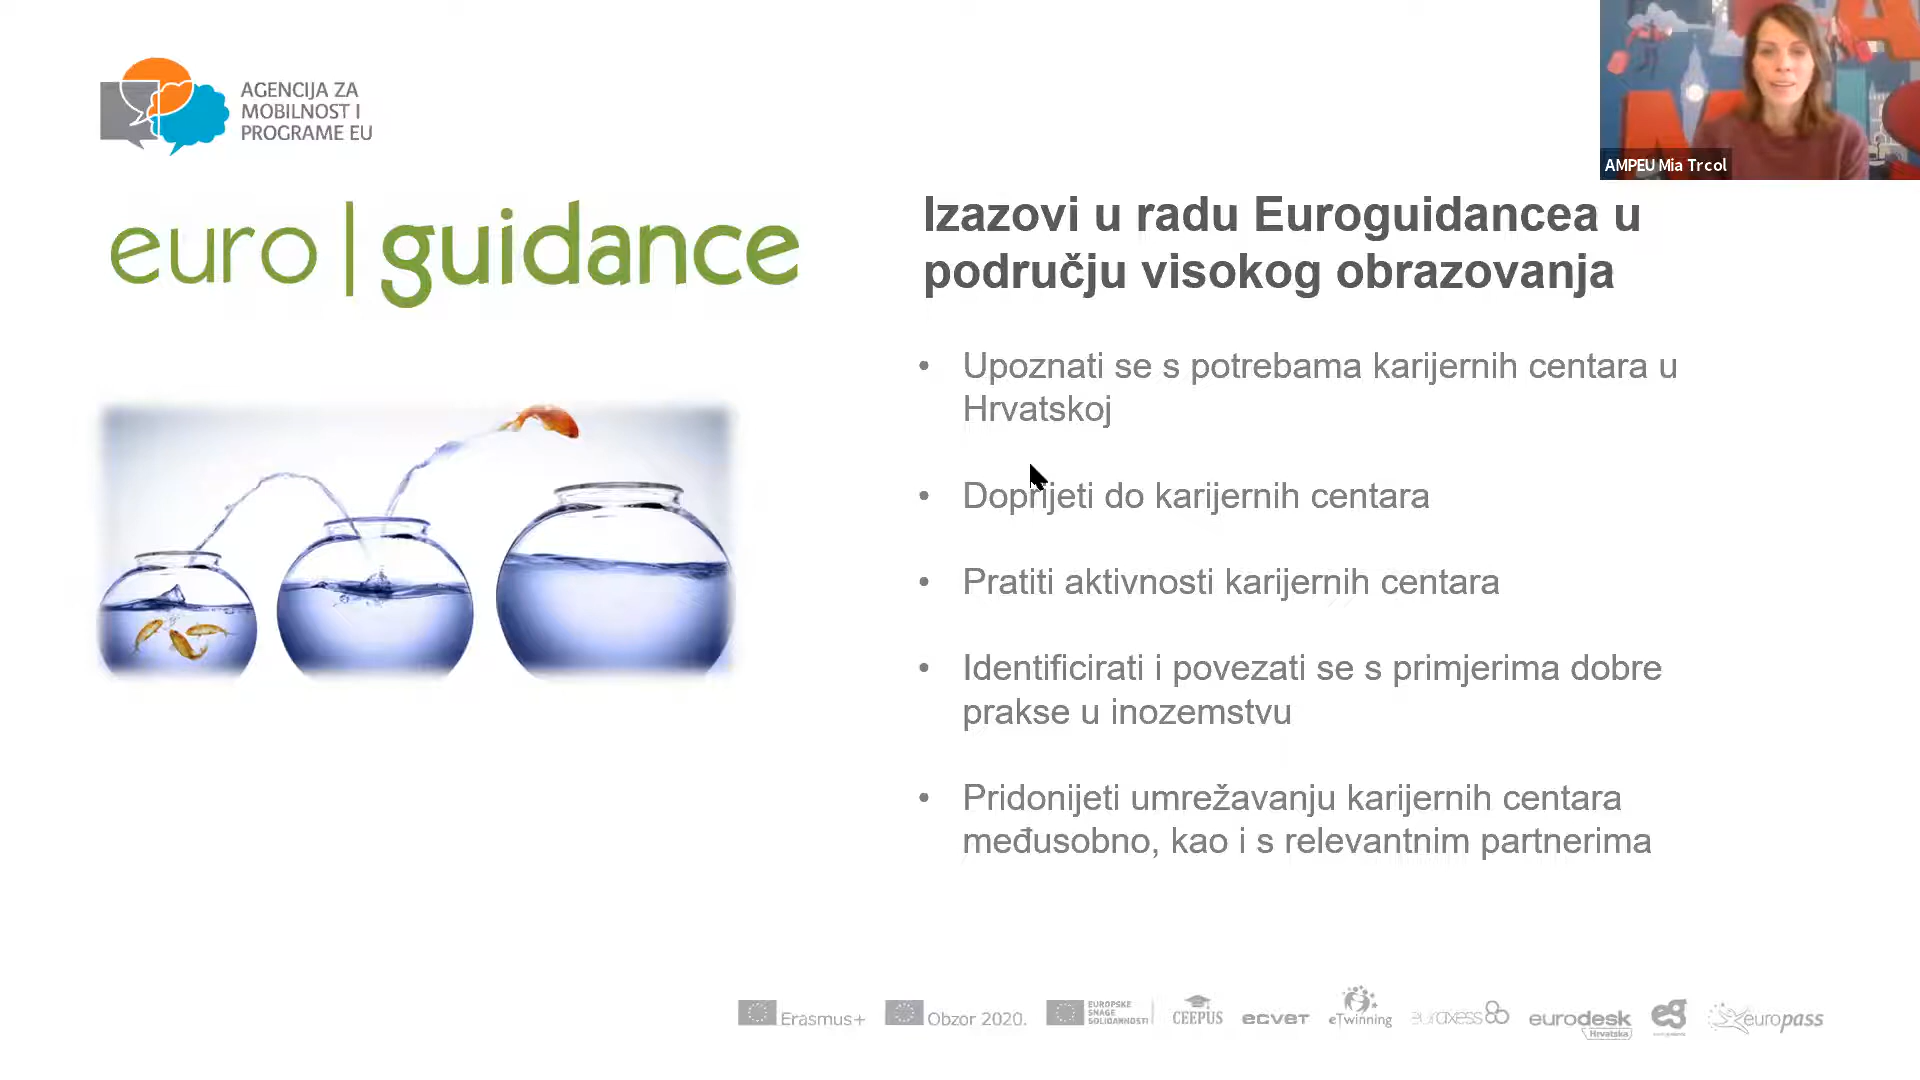 AGENCIJA ZA
MOBILNOST I
PROGRAME EU
AMPEU Mia Trcol
euro|guidance
Izazovi u radu Euroguidancea u
području visokog obrazovanja
• Upoznati se s potrebama karijernih centara u
Hrvatskoj
• Doprijeti do karijernih centara
• Pratiti aktivnosti karijernih centara
• Identificirati i povezati se s primjerima dobre
prakse u inozemstvu
• Pridonijeti umrežavanju karijernih centara
međusobno, kao i s relevantnim partnerima
Erasmus+
Obzor 2020.
EUROPSKE
SNAGE
SOLIDARNOSTI
CEEPUS
ecvet
eTwinning
euraxess
eurodesk
Hrvatska
eg
europass